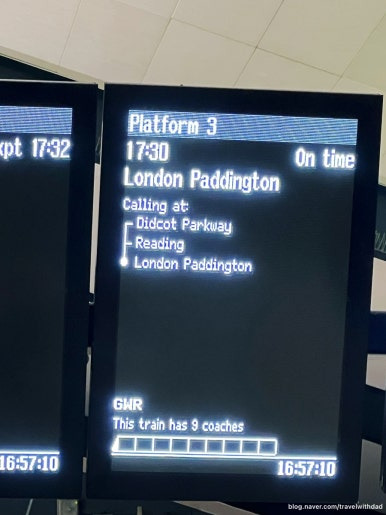 xpt 17:32
16:57:10
Platform 3
17:30 On time
London Paddington
Calling at:
Didcot Parkway
Reading
London Paddington
GWR
This train has 9 coaches
16:57:10
blog.naver.com/travelwithdad